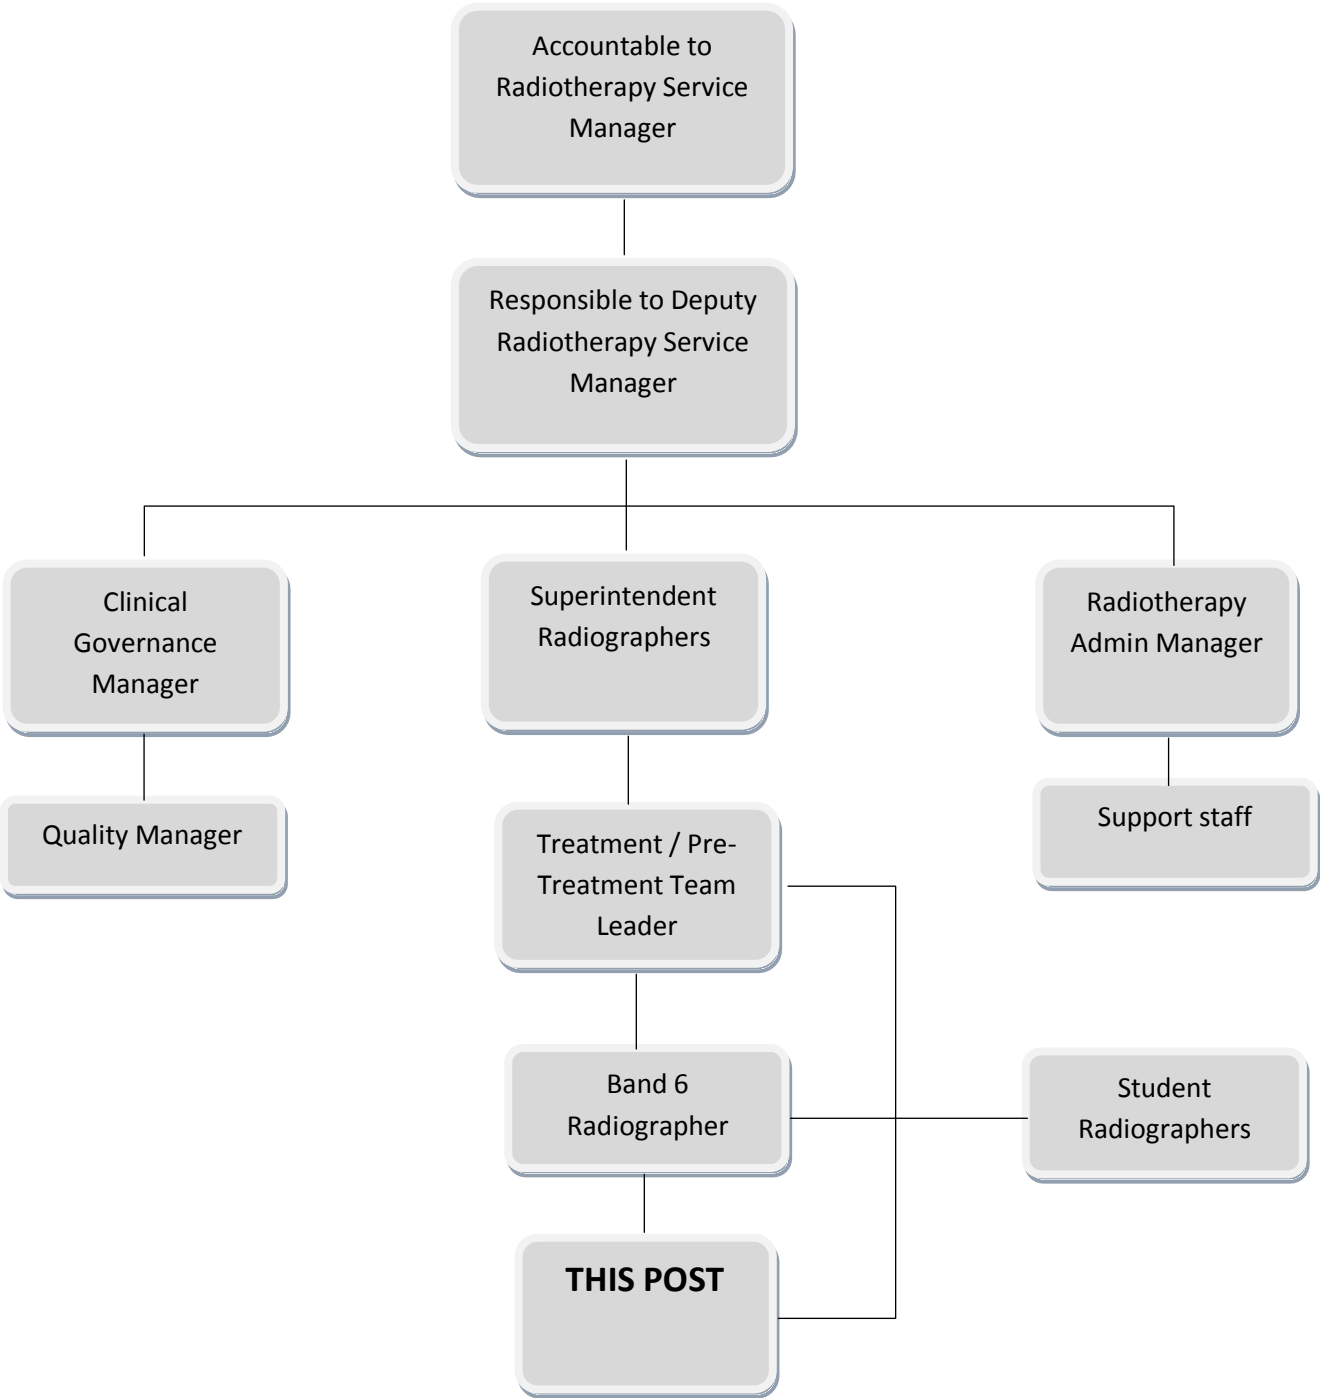 Accountable to
Radiotherapy Service
Manager
Responsible to Deputy
Radiotherapy Service
Manager
Clinical
Governance
Manager
Superintendent
Radiographers
Radiotherapy
Admin Manager
Quality Manager
Treatment / Pre-
Treatment Team
Leader
Support staff
Band 6
Radiographer
Student
Radiographers
THIS POST